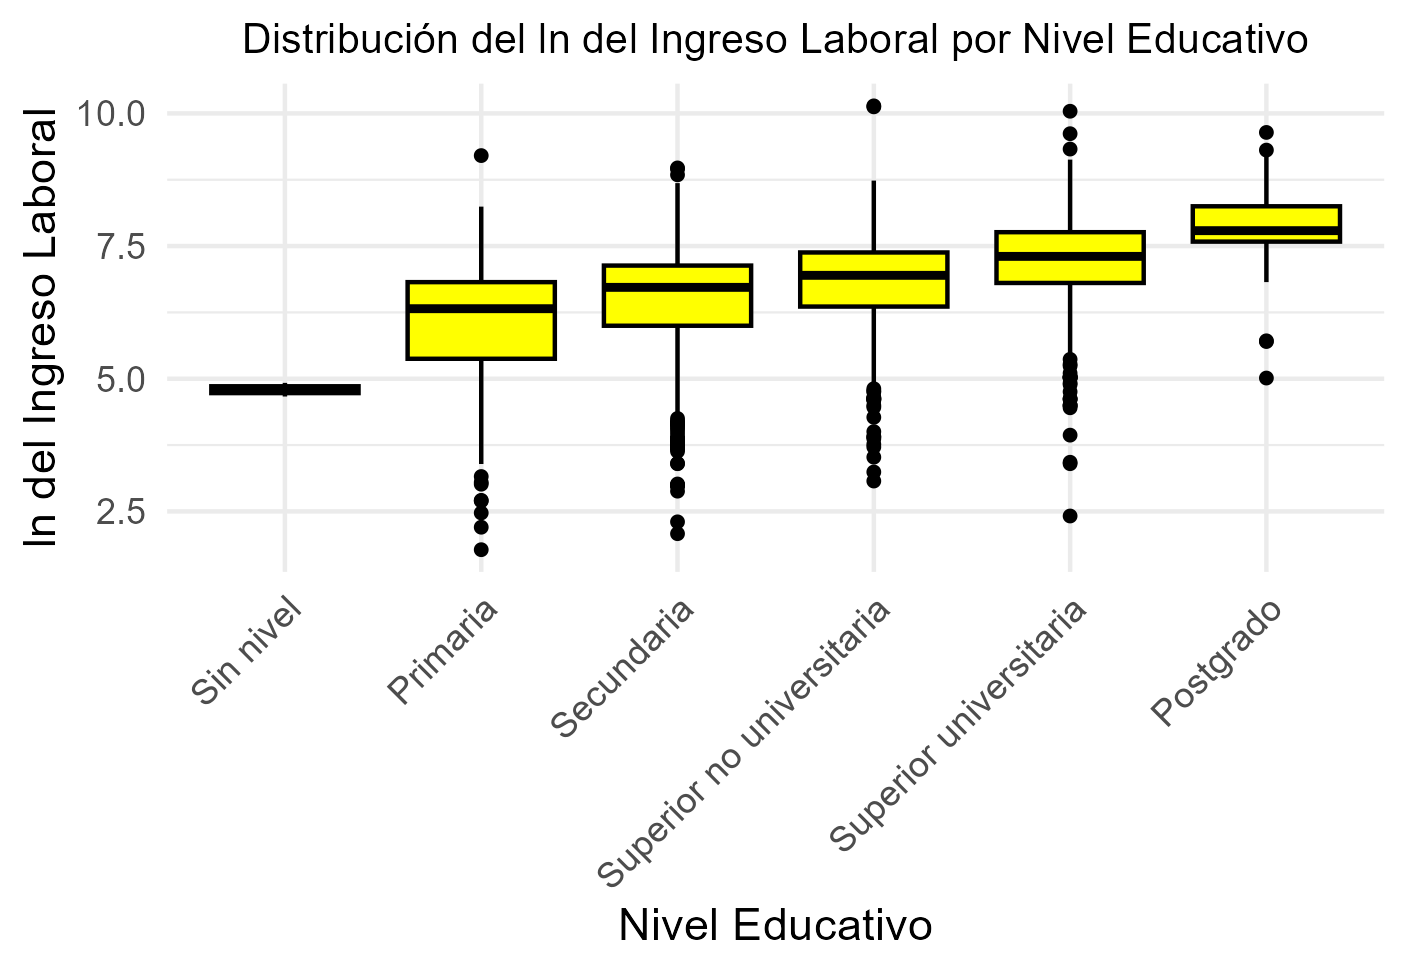 Distribución del ln del Ingreso Laboral por Nivel Educativo
ln del Ingreso Laboral
10.0
7.5
5.0
2.5
Sin nivel
Primaria
Secundaria
Superior no universitaria
Superior universitaria
Postgrado
Nivel Educativo